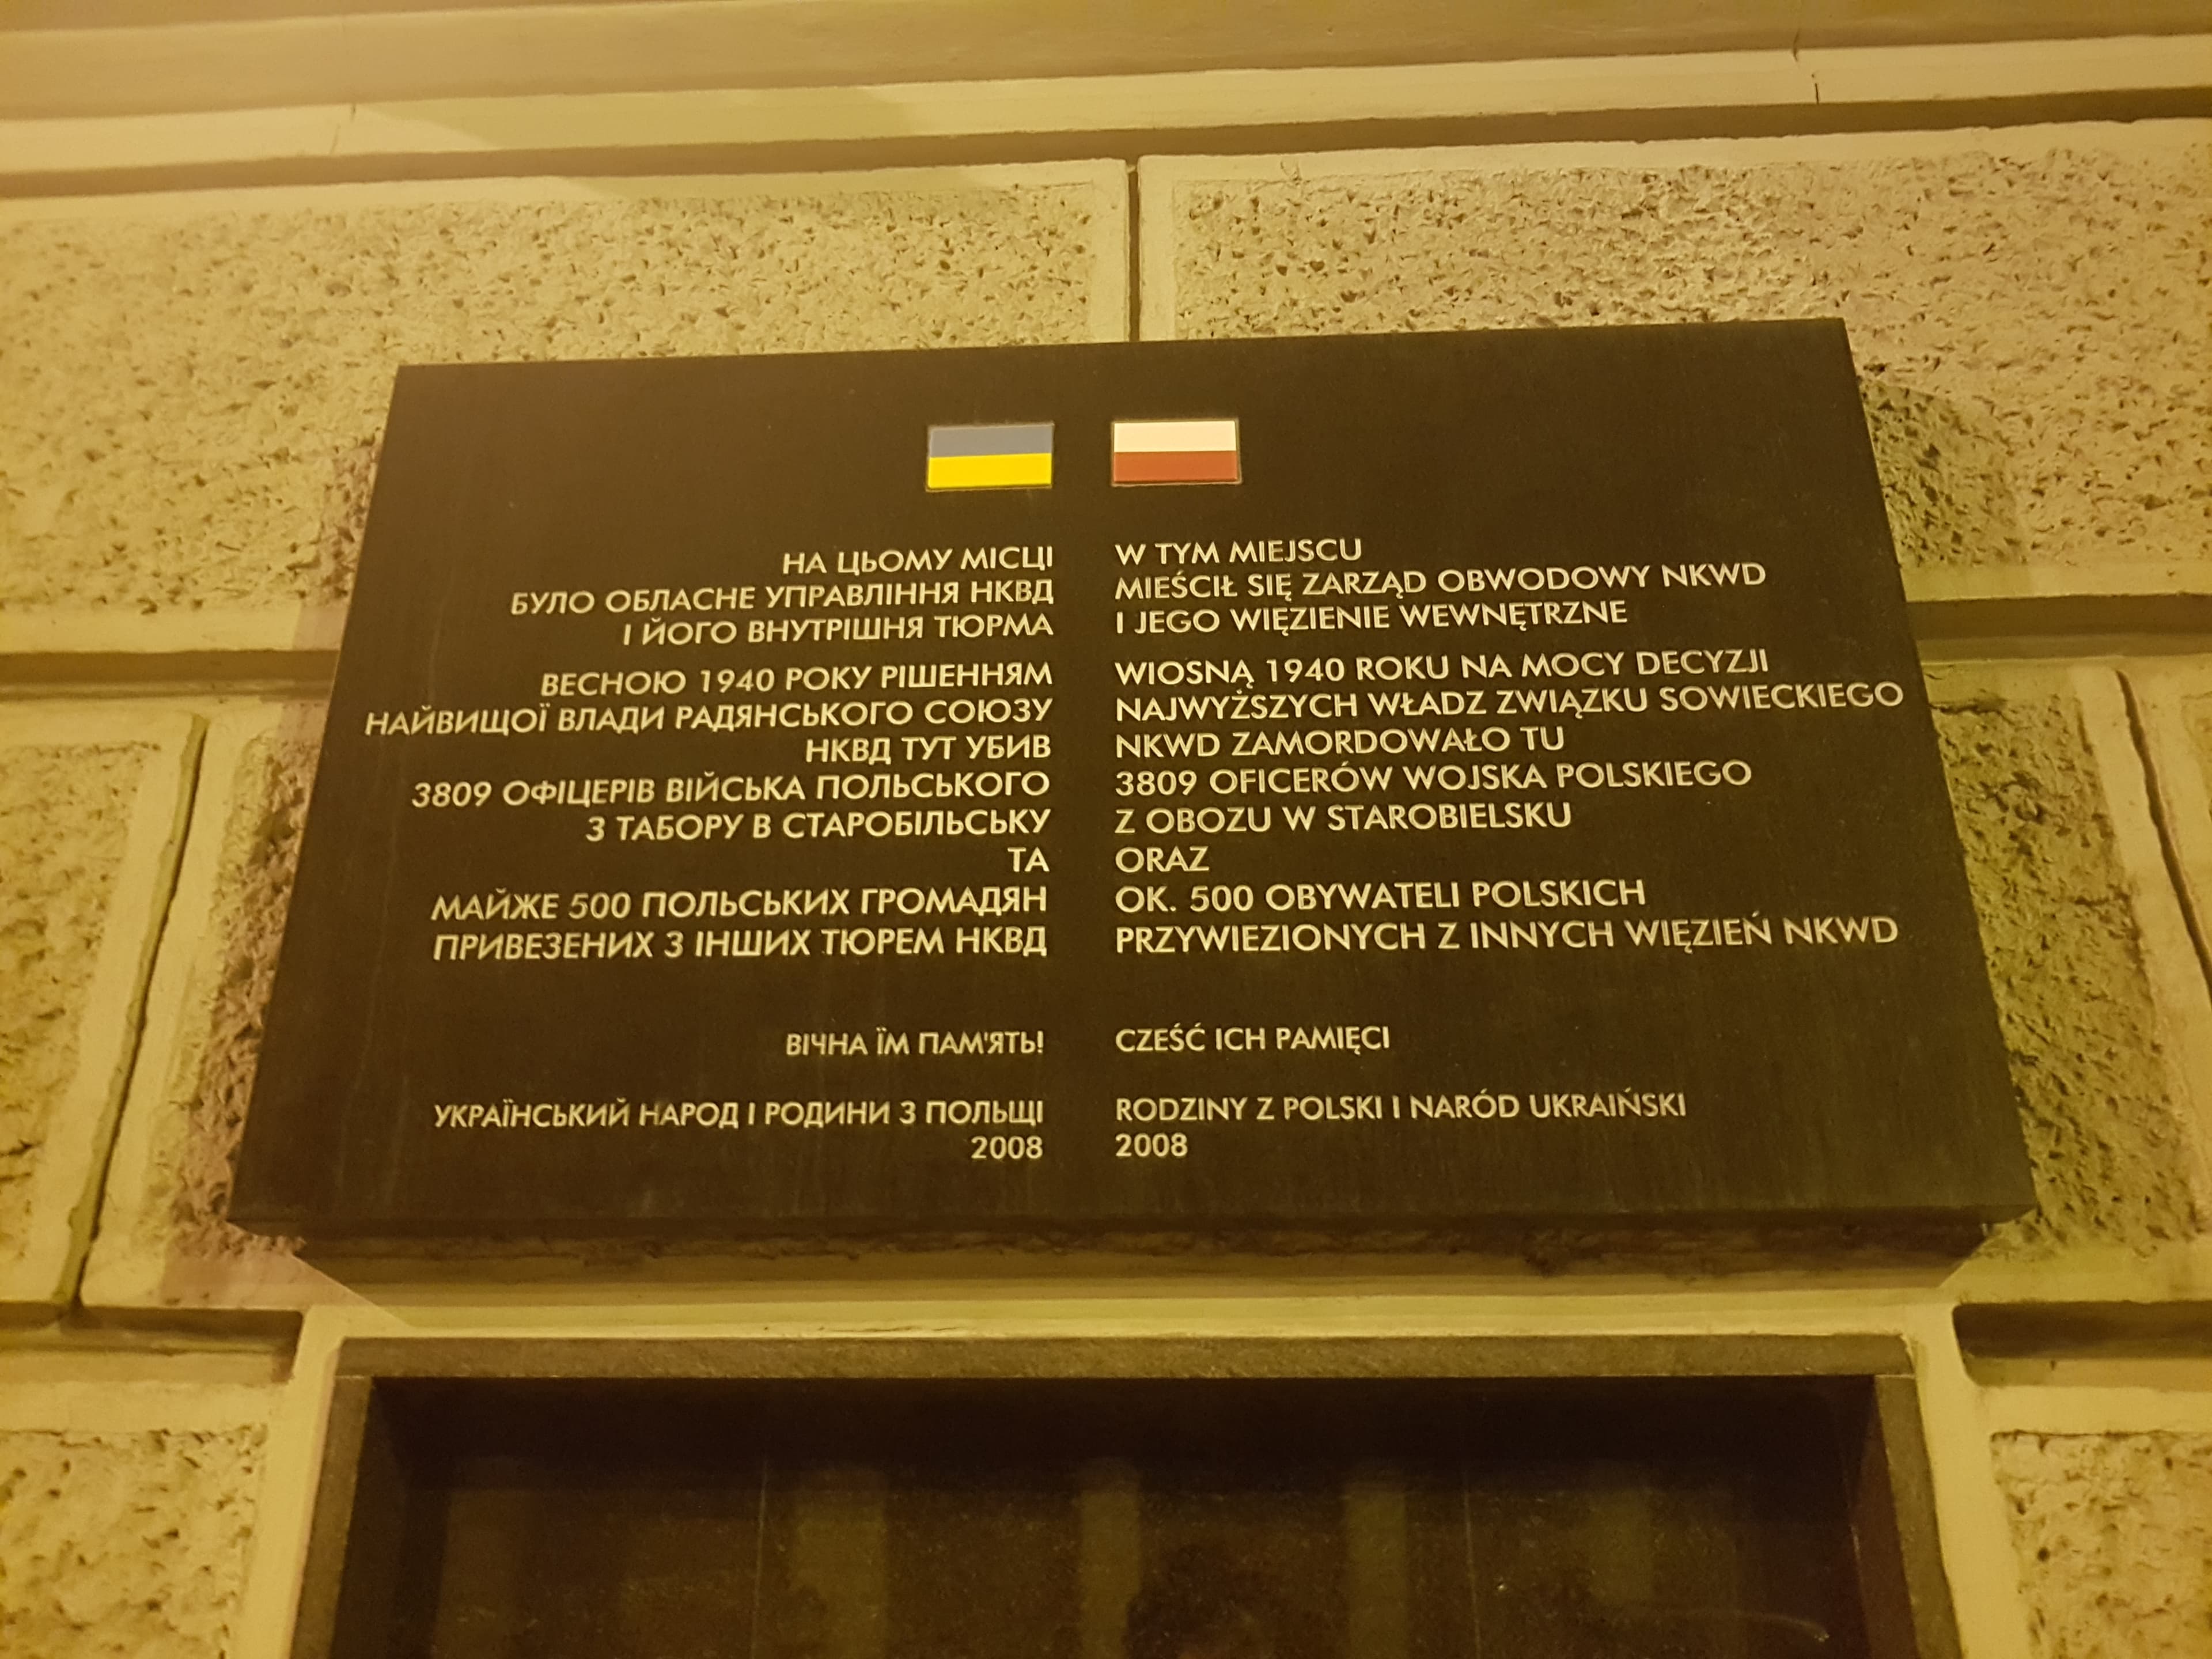 НА ЦЬОМУ МІСЦІ
БУЛО ОБЛАСНЕ УПРАВЛІННЯ НКВД
І ЙОГО ВНУТРІШНЯ ТЮРМА
ВЕСНОЮ 1940 РОКУ РІШЕННЯМ
НАЙВИЩОЇ ВЛАДИ РАДЯНСЬКОГО СОЮЗУ
НКВД ТУТ УБИВ
3809 ОФІЦЕРІВ ВІЙСЬКА ПОЛЬСЬКОГО
З ТАБОРУ В СТАРОБІЛЬСЬКУ
ТА
МАЙЖЕ 500 ПОЛЬСЬКИХ ГРОМАДЯН
ПРИВЕЗЕНИХ З ІНШИХ ТЮРЕМ НКВД
ВІЧНА ЇМ ПАМ'ЯТЬ!
УКРАЇНСЬКИЙ НАРОД І РОДИНИ З ПОЛЬЩІ
2008
W TYM MIEJSCU
MIEŚCIŁ SIĘ ZARZĄD OBWODOWY NKWD
I JEGO WIĘZIENIE WEWNĘTRZNE
WIOSNĄ 1940 ROKU NA MOCY DECYZJI
NAJWYŻSZYCH WŁADZ ZWIĄZKU SOWIECKIEGO
NKWD ZAMORDOWAŁO TU
3809 OFICERÓW WOJSKA POLSKIEGO
Z OBOZU W STAROBIELSKU
ORAZ
OK. 500 OBYWATELI POLSKICH
PRZYWIEZIONYCH Z INNYCH WIĘZIEŃ NKWD
CZEŚĆ ICH PAMIĘCI
RODZINY Z POLSKI I NARÓD UKRAIŃSKI
2008